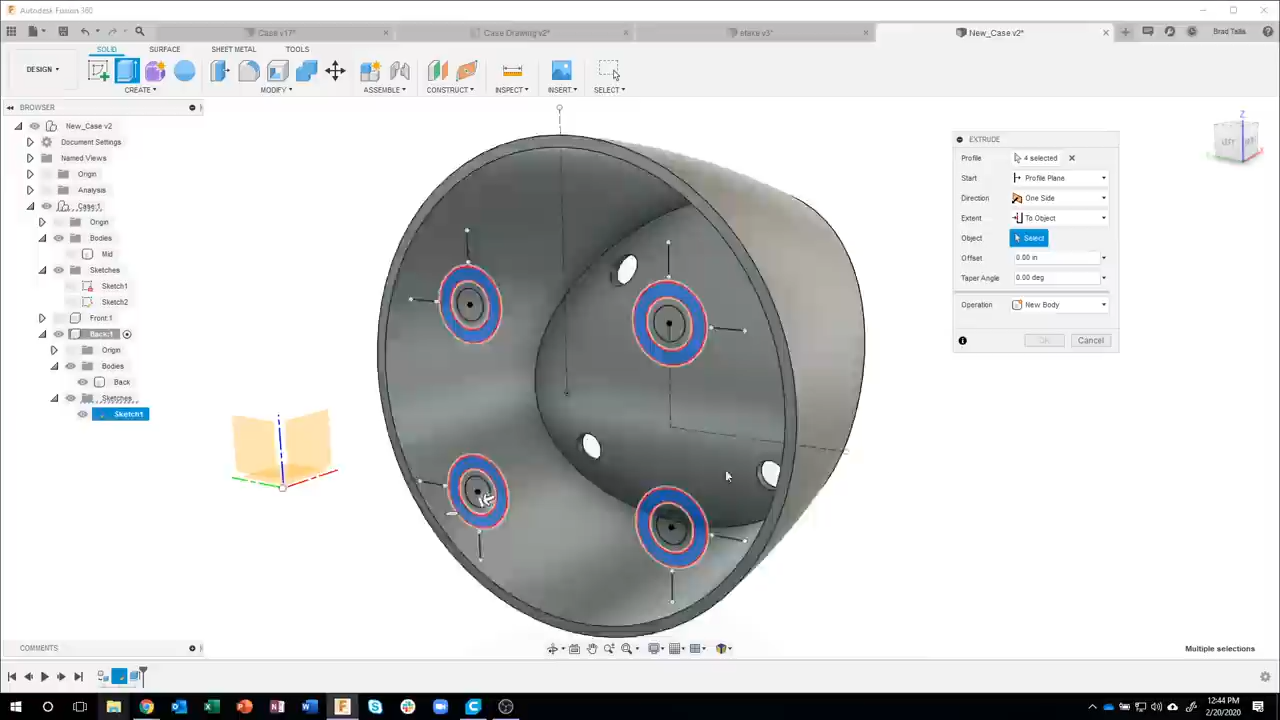 Autodesk Fusion 360
Case v17*
Case Drawing v2*
New_Case v2*
Brad Tallis
SOLID
SURFACE
SHEET METAL
TOOLS
DESIGN
CREATE
MODIFY
ASSEMBLE
CONSTRUCT
INSPECT
INSERT
SELECT
BROWSER
New_Case v2
Document Settings
Named Views
Origin
Analysis
Case:1
Origin
Bodies
Mid
Sketches
Sketch1
Sketch2
Front:1
Back:1
Origin
Bodies
Back
Sketches
Sketch1
EXTRUDE
Profile 4 selected
Start Profile Plane
Direction One Side
Extent To Object
Object Select
Offset 0.00 in
Taper Angle 0.00 deg
Operation New Body
OK Cancel
Z
LEFT
COMMENTS
Multiple selections
12:44 PM
2/20/2020